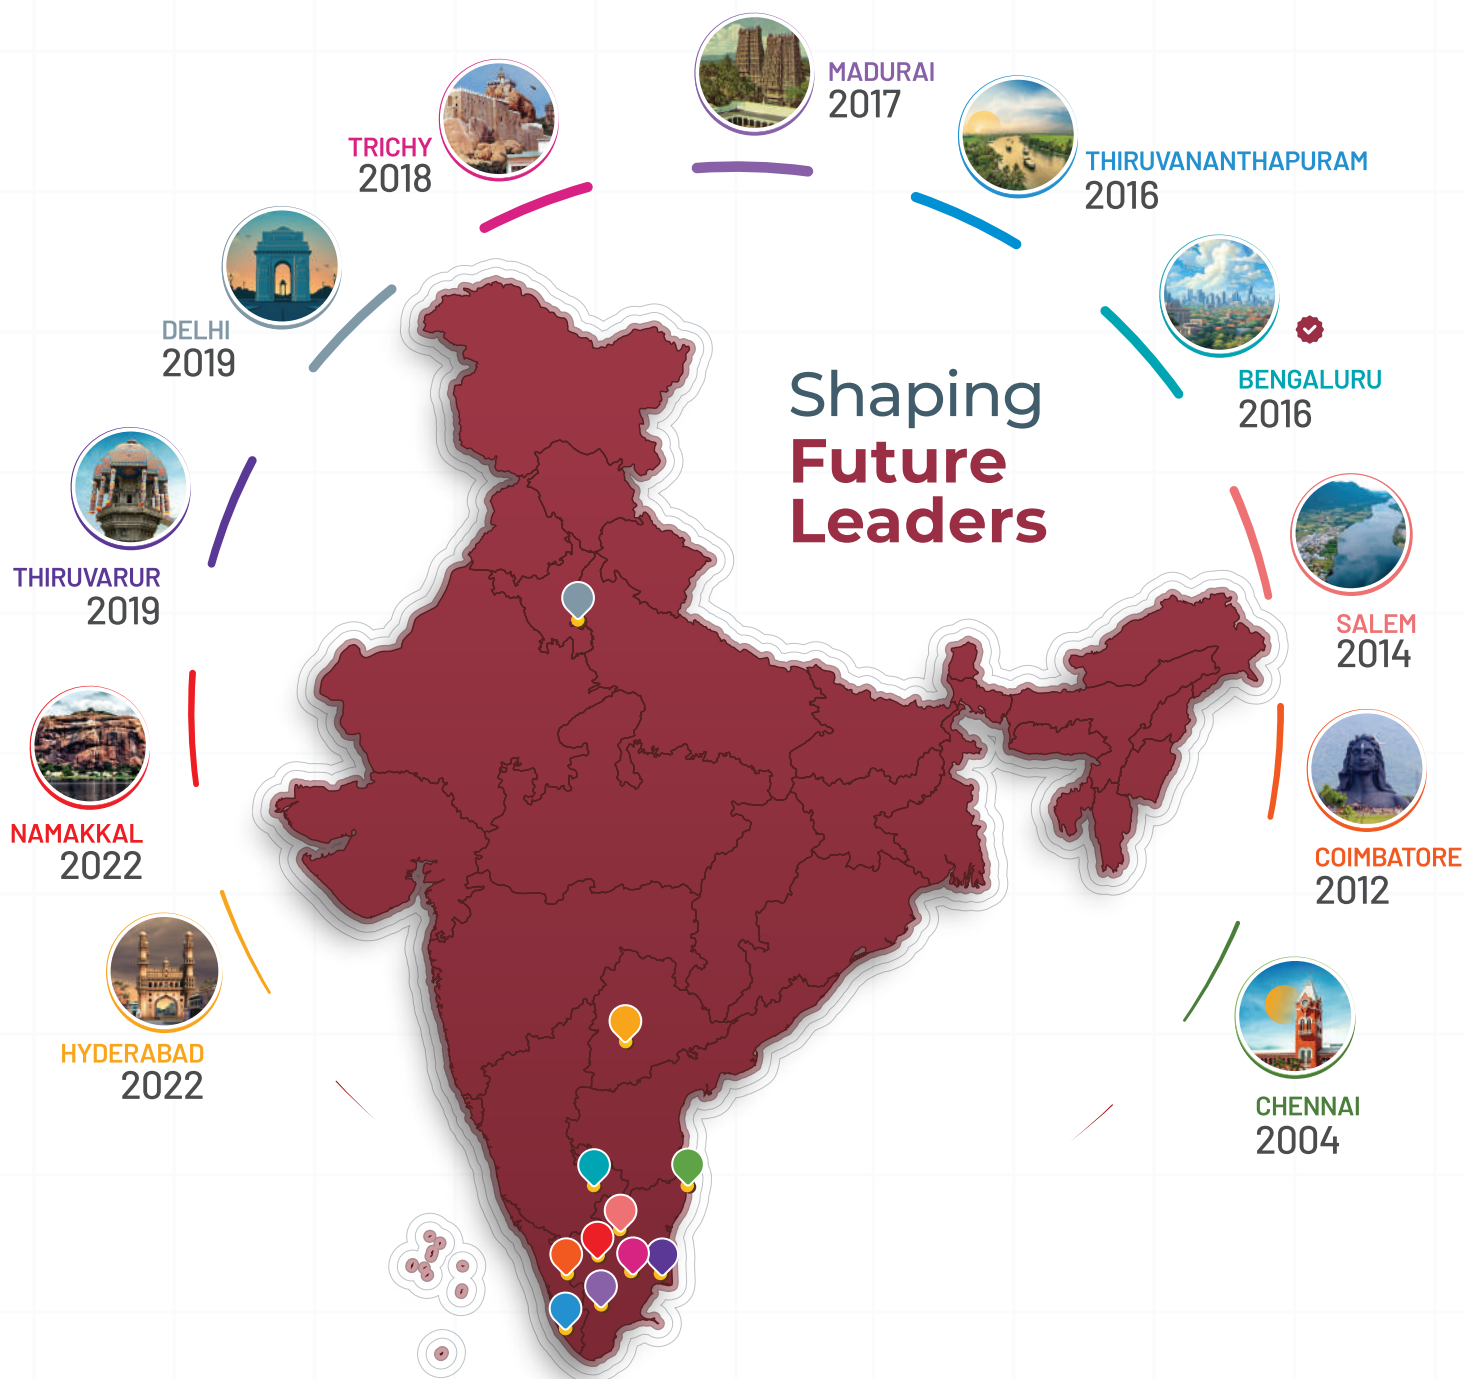 MADURAI
2017
TRICHY
2018
THIRUVANANTHAPURAM
2016
DELHI
2019
BENGALURU
2016
Shaping
Future
Leaders
THIRUVARUR
2019
SALEM
2014
NAMAKKAL
2022
COIMBATORE
2012
HYDERABAD
2022
CHENNAI
2004